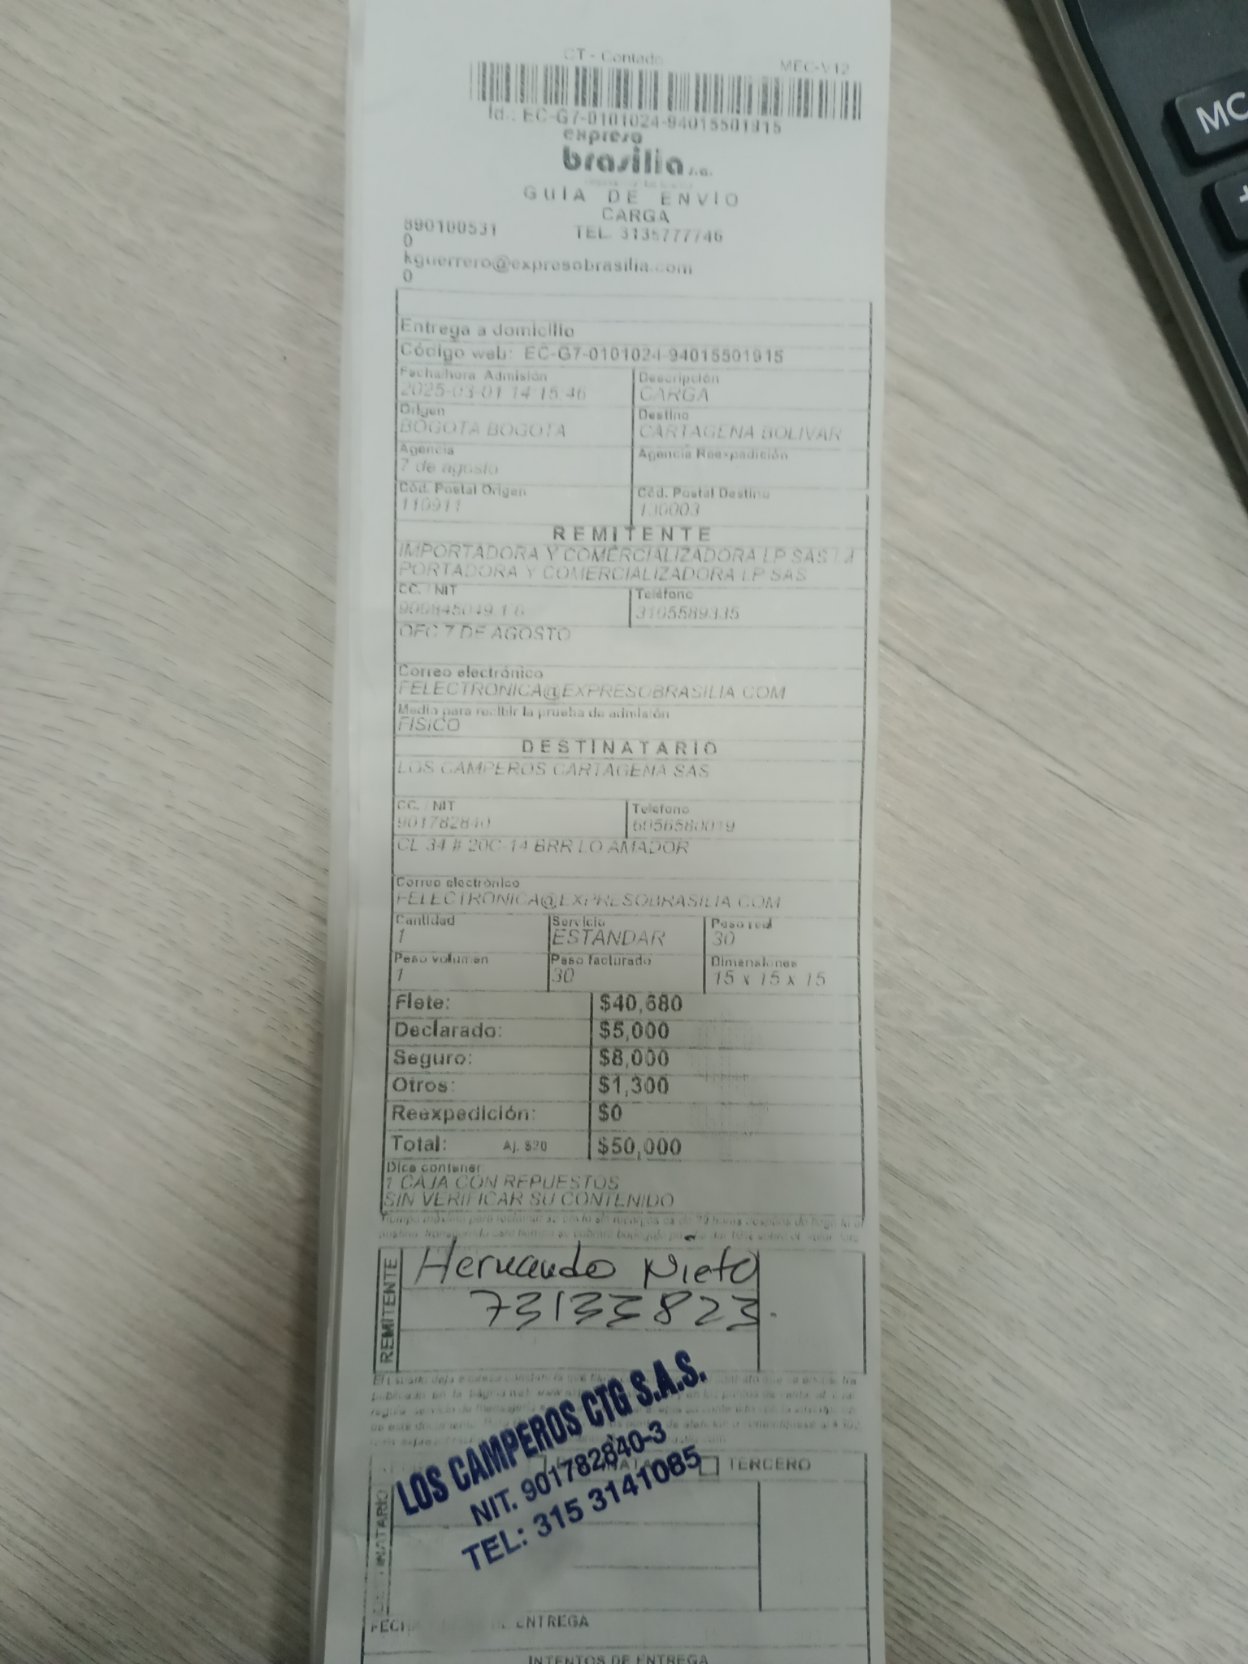 CT - Contado MEC-V12
Id.: EC-G7-0101024-94015501915
expreso
brasilia s.a.
GUIA DE ENVIO
CARGA
890100531 TEL. 3135777746
0
kguerrero@expresobrasilia.com
0
Entrega a domicilio
Código web: EC-G7-0101024-94015501915
Fecha/hora Admisión Descripción
2025-03-01 14:15:46 CARGA
Origen Destino
BOGOTA BOGOTA CARTAGENA BOLIVAR
Agencia Agencia Reexpedición
7 de agosto
Cód. Postal Origen Cód. Postal Destino
110911 130003
REMITENTE
IMPORTADORA Y COMERCIALIZADORA LP SAS
PORTADORA Y COMERCIALIZADORA LP SAS
CC. / NIT Teléfono
3105589335
OFC 7 DE AGOSTO
Correo electrónico
FELECTRONICA@EXPRESOBRASILIA.COM
Medio para recibir la prueba de admisión
FISICO
DESTINATARIO
LOS CAMPEROS CARTAGENA SAS
CC. / NIT Teléfono
901782840
CL 34 # 20C-14 BRR LO AMADOR
Correo electrónico
FELECTRONICA@EXPRESOBRASILIA.COM
Cantidad Servicio Peso real
1 ESTANDAR 30
Peso volumen Peso facturado Dimensiones
1 30 15 x 15 x 15
Flete: $40,680
Declarado: $5,000
Seguro: $8,000
Otros: $1,300
Reexpedición: $0
Total: Aj. $20 $50,000
Dice contener
1 CAJA CON REPUESTOS
SIN VERIFICAR SU CONTENIDO
REMITENTE
Hernando Nieto
73133823.
LOS CAMPEROS CTG S.A.S.
NIT. 901782840-3
TEL: 315 3141085
TERCERO
ENTREGA
INTENTOS DE ENTREGA